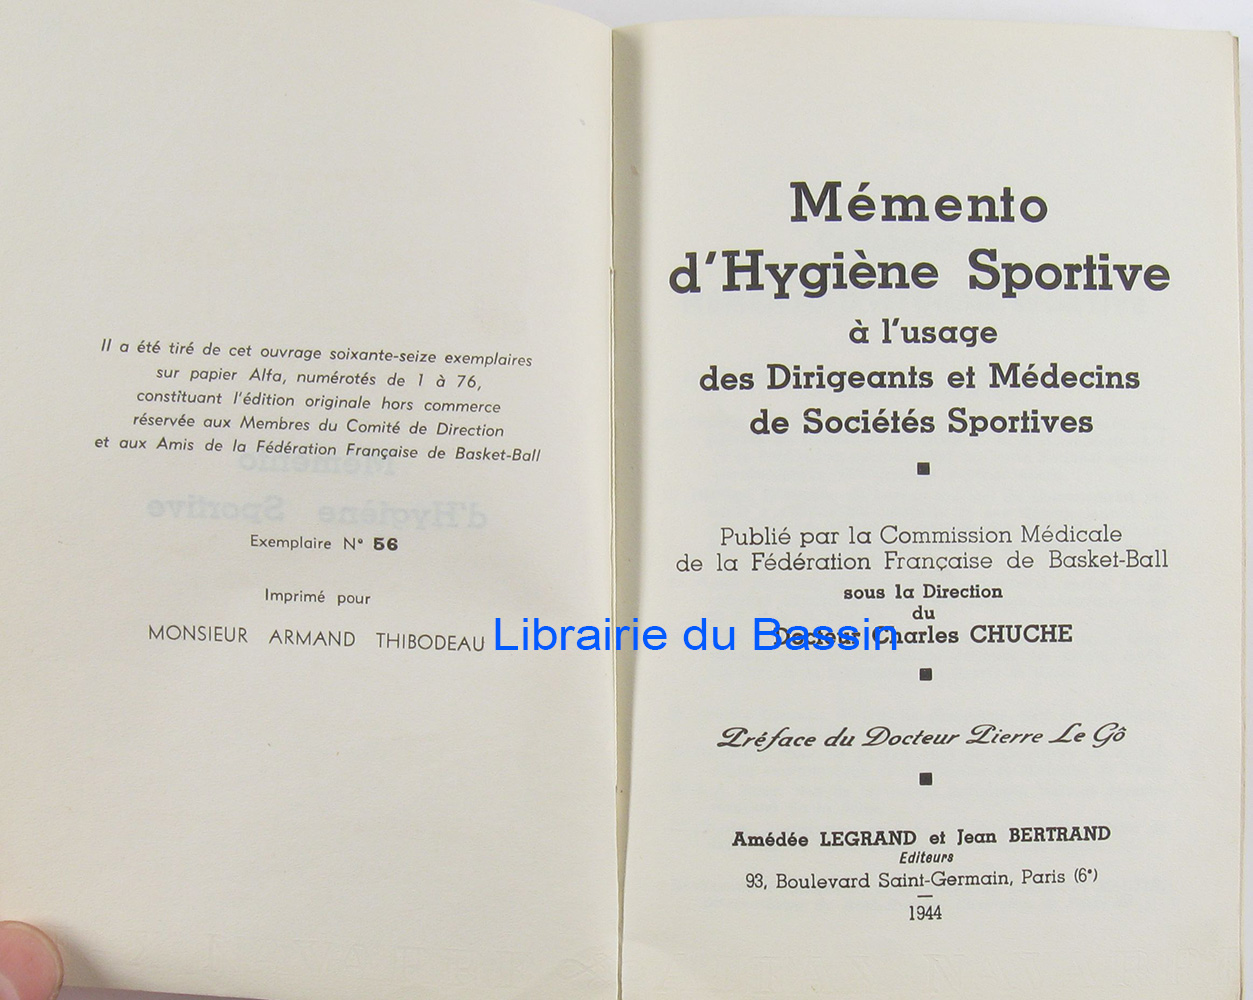 Il a été tiré de cet ouvrage soixante-seize exemplaires
sur papier Alfa, numérotés de 1 à 76,
constituant l'édition originale hors commerce
réservée aux Membres du Comité de Direction
et aux Amis de la Fédération Française de Basket-Ball
Exemplaire N° 56
Imprimé pour
MONSIEUR ARMAND THIBODEAU
Librairie du Bassin
Mémento
d'Hygiène Sportive
à l'usage
des Dirigeants et Médecins
de Sociétés Sportives
Publié par la Commission Médicale
de la Fédération Française de Basket-Ball
sous la Direction
du
Docteur Charles CHUCHE
Préface du Docteur Pierre Le Gô
Amédée LEGRAND et Jean BERTRAND
Editeurs
93, Boulevard Saint-Germain, Paris (6e)
1944